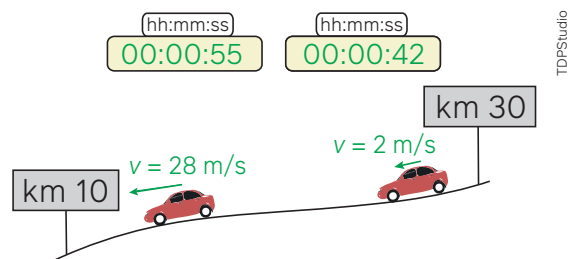 hh:mm:ss
00:00:55
hh:mm:ss
00:00:42
TDPStudio
km 30
v = 2 m/s
v = 28 m/s
km 10